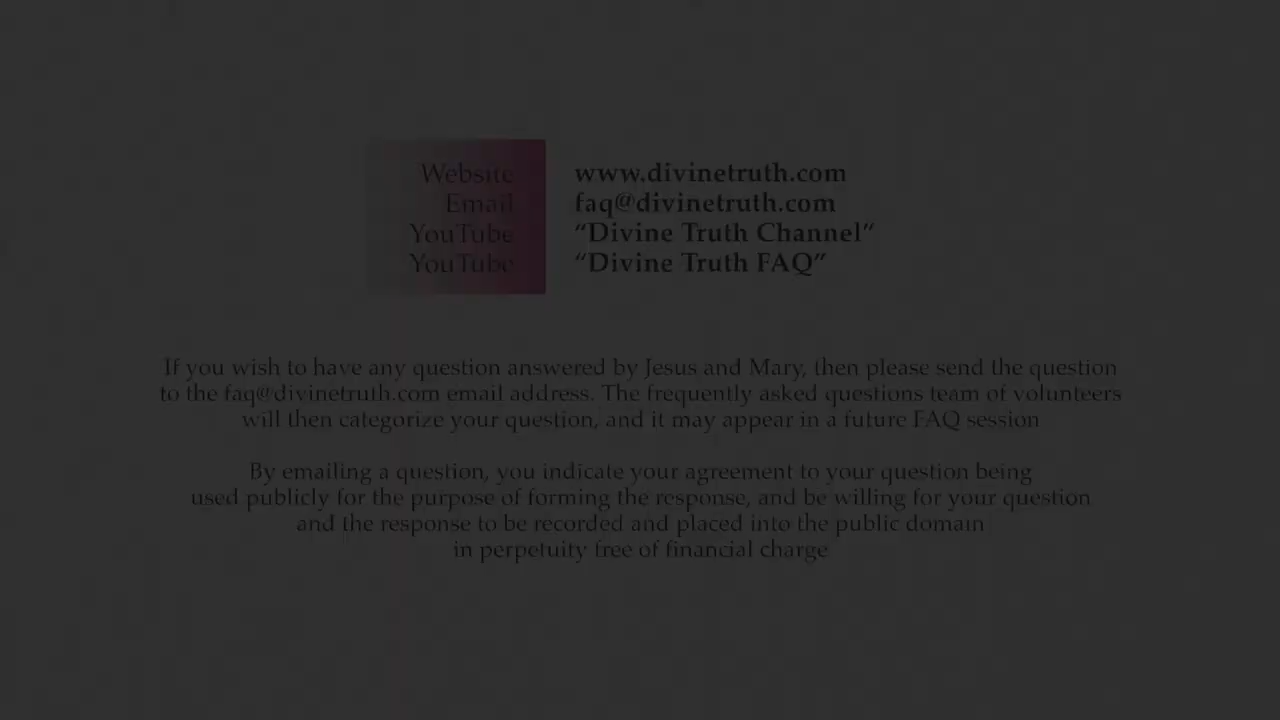 Website www.divinetruth.com
Email faq@divinetruth.com
YouTube “Divine Truth Channel”
YouTube “Divine Truth FAQ”
If you wish to have any question answered by Jesus and Mary, then please send the question
to the faq@divinetruth.com email address. The frequently asked questions team of volunteers
will then categorize your question, and it may appear in a future FAQ session
By emailing a question, you indicate your agreement to your question being
used publicly for the purpose of forming the response, and be willing for your question
and the response to be recorded and placed into the public domain
in perpetuity free of financial charge